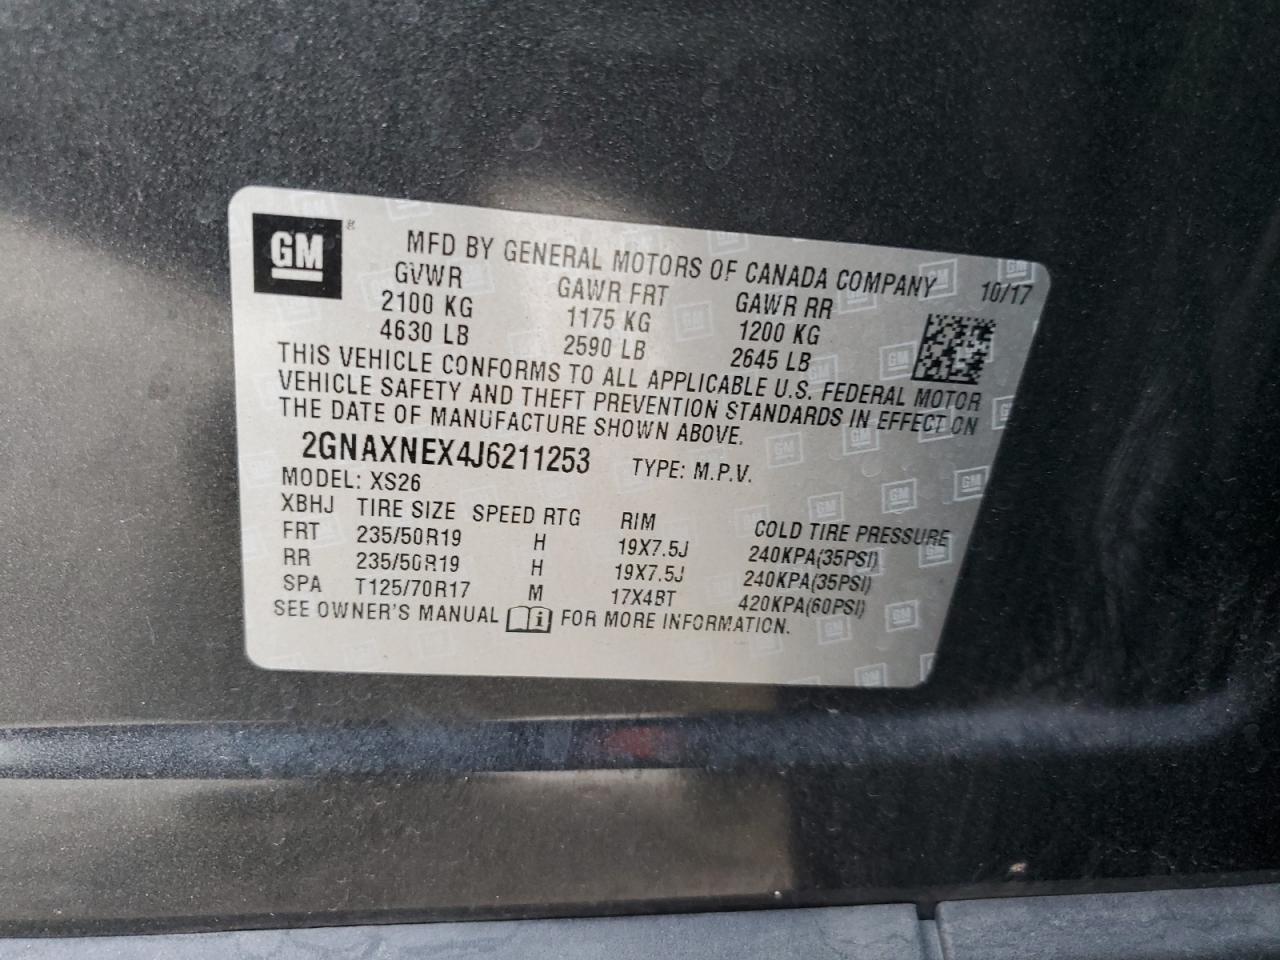 GM ®
MFD BY GENERAL MOTORS OF CANADA COMPANY 10/17
GVWR GAWR FRT GAWR RR
2100 KG 1175 KG 1200 KG
4630 LB 2590 LB 2645 LB
THIS VEHICLE CONFORMS TO ALL APPLICABLE U.S. FEDERAL MOTOR
VEHICLE SAFETY AND THEFT PREVENTION STANDARDS IN EFFECT ON
THE DATE OF MANUFACTURE SHOWN ABOVE.
2GNAXNEX4J6211253 TYPE: M.P.V.
MODEL: XS26
XBHJ TIRE SIZE SPEED RTG RIM COLD TIRE PRESSURE
FRT 235/50R19 H 19X7.5J 240KPA(35PSI)
RR 235/50R19 H 19X7.5J 240KPA(35PSI)
SPA T125/70R17 M 17X4BT 420KPA(60PSI)
SEE OWNER'S MANUAL i FOR MORE INFORMATION.